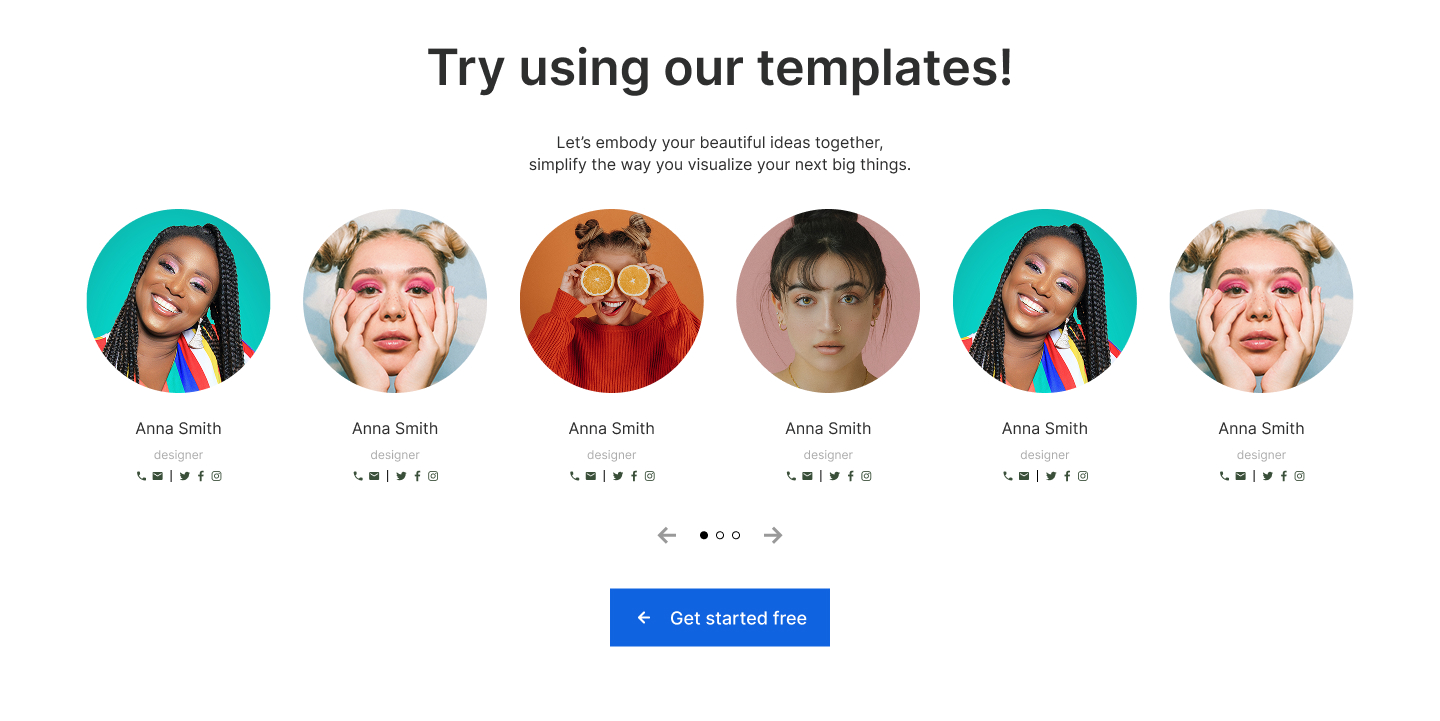 Try using our templates!
Let's embody your beautiful ideas together,
simplify the way you visualize your next big things.
Anna Smith
designer
Anna Smith
designer
Anna Smith
designer
Anna Smith
designer
Anna Smith
designer
Anna Smith
designer
Get started free